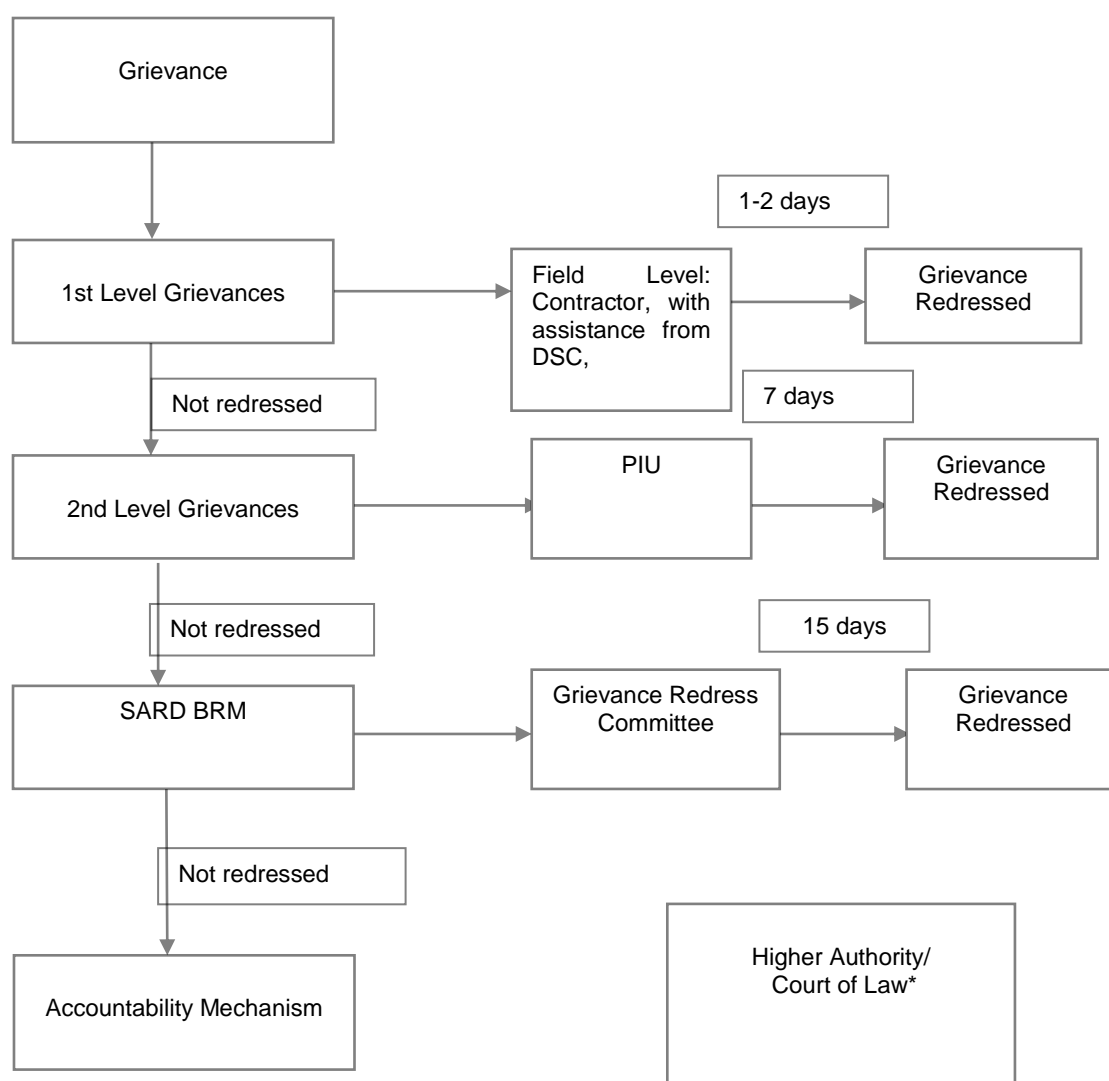 Grievance
1-2 days
1st Level Grievances
Field Level:
Contractor, with
assistance from
DSC,
Grievance
Redressed
Not redressed
7 days
2nd Level Grievances
PIU
Grievance
Redressed
Not redressed
15 days
SARD BRM
Grievance Redress
Committee
Grievance
Redressed
Not redressed
Accountability Mechanism
Higher Authority/
Court of Law*